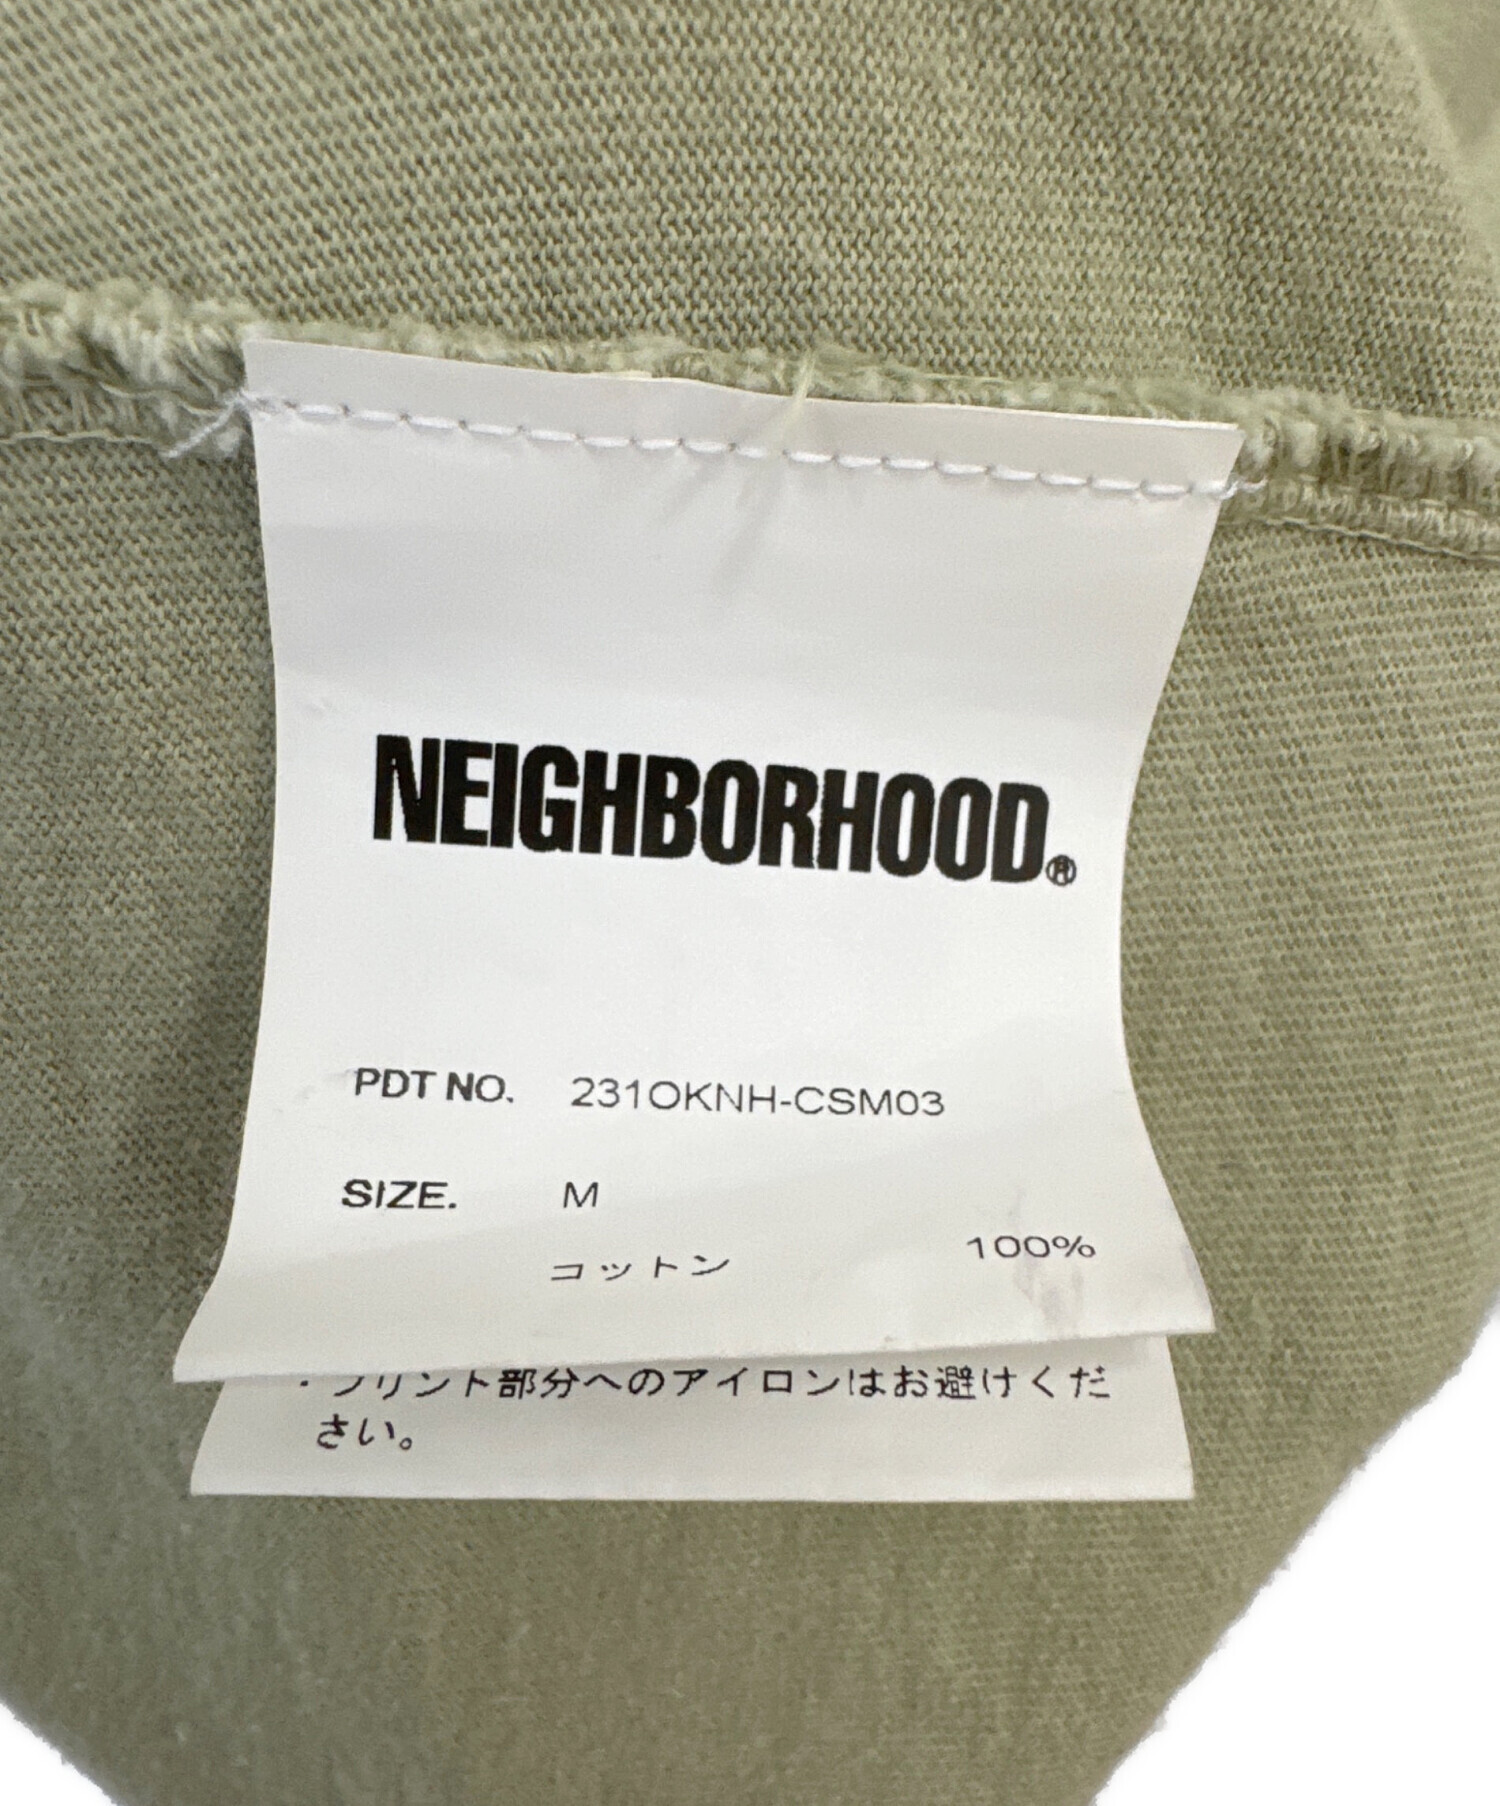 NEIGHBORHOOD®
PDT NO. 231OKNH-CSM03
SIZE. M
コットン 100%
・プリント部分へのアイロンはお避けくだ
さい。